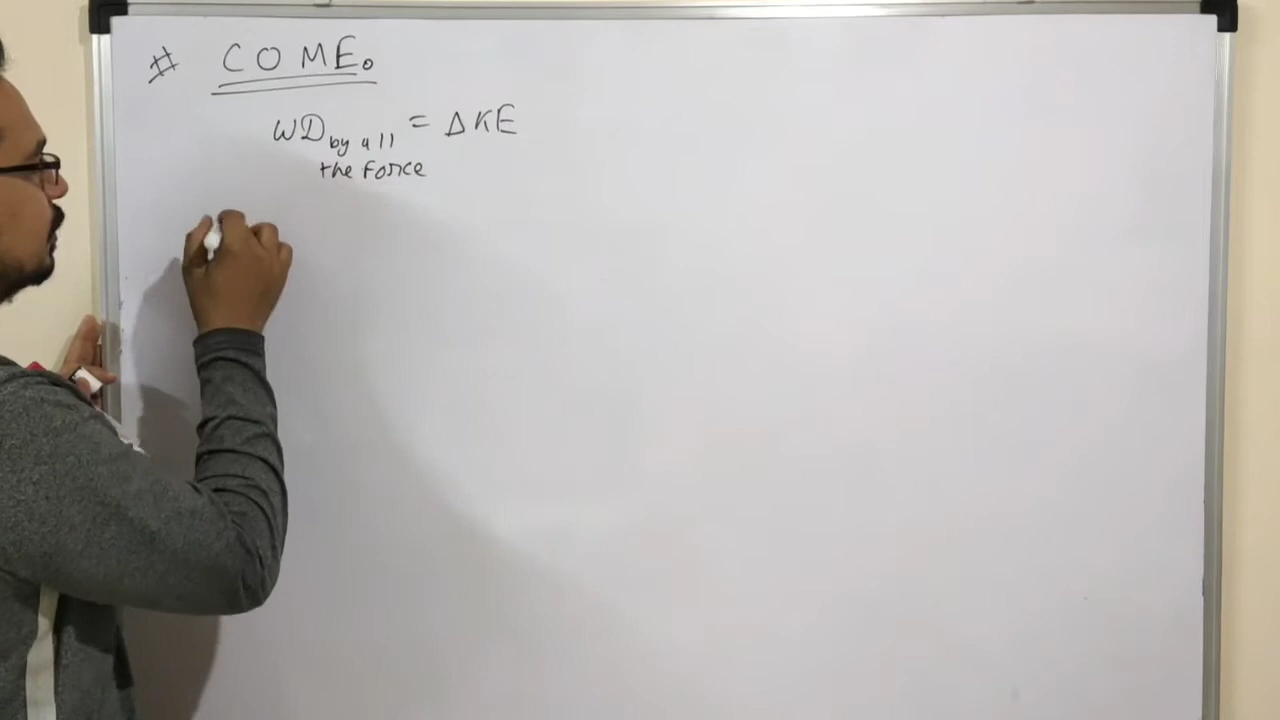 # COME.
WD by all = ΔKE
the Force